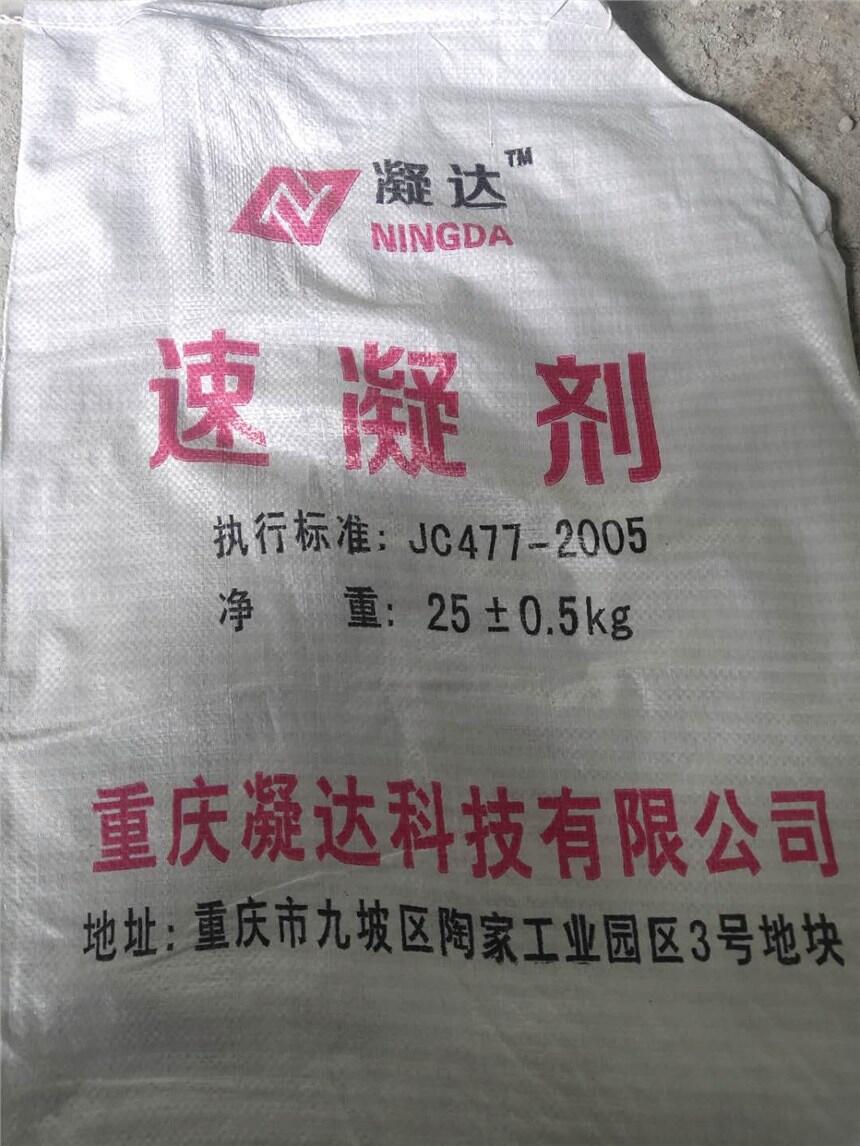 凝达™
NINGDA
速凝剂
执行标准: JC477-2005
净 重: 25±0.5kg
重庆凝达科技有限公司
地址: 重庆市九坡区陶家工业园区3号地块